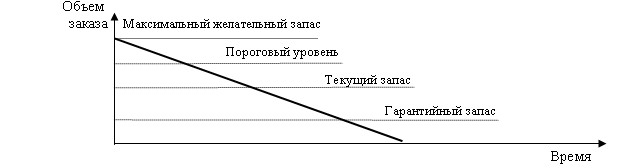 Объем
заказа
Максимальный желательный запас
Пороговый уровень
Текущий запас
Гарантийный запас
Время